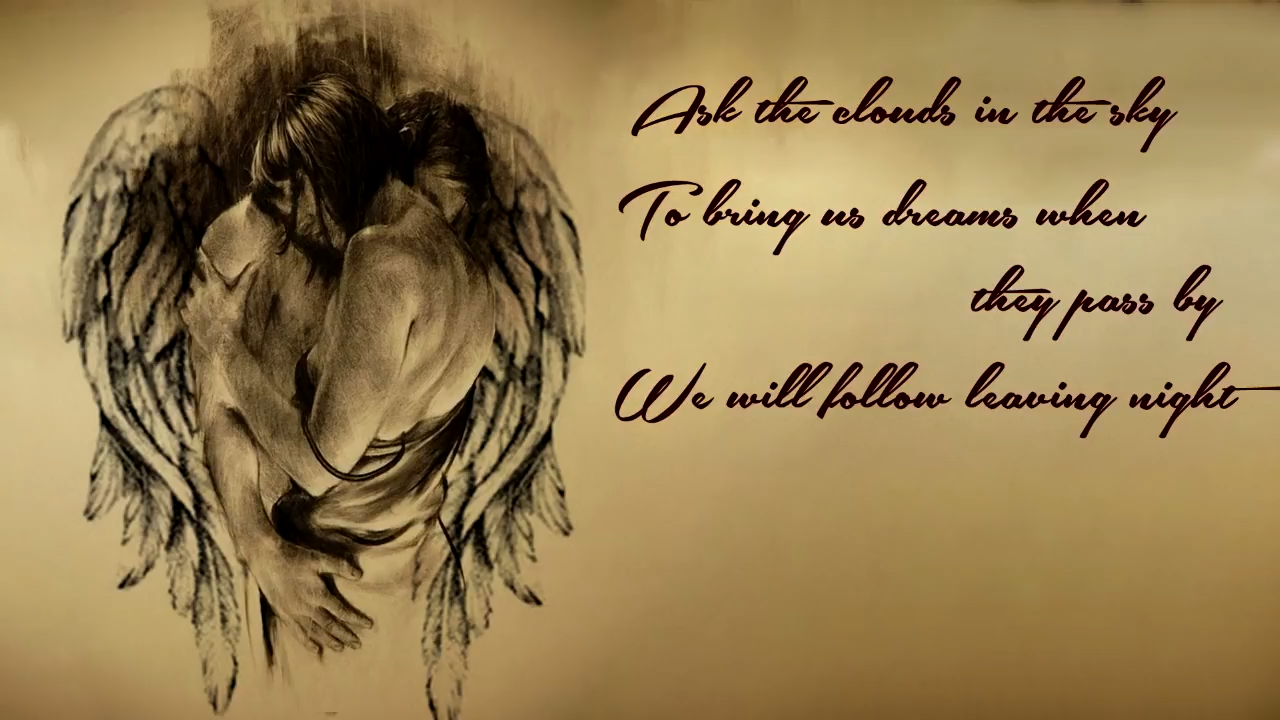 Ask the clouds in the sky
To bring us dreams when
they pass by
We will follow leaving night